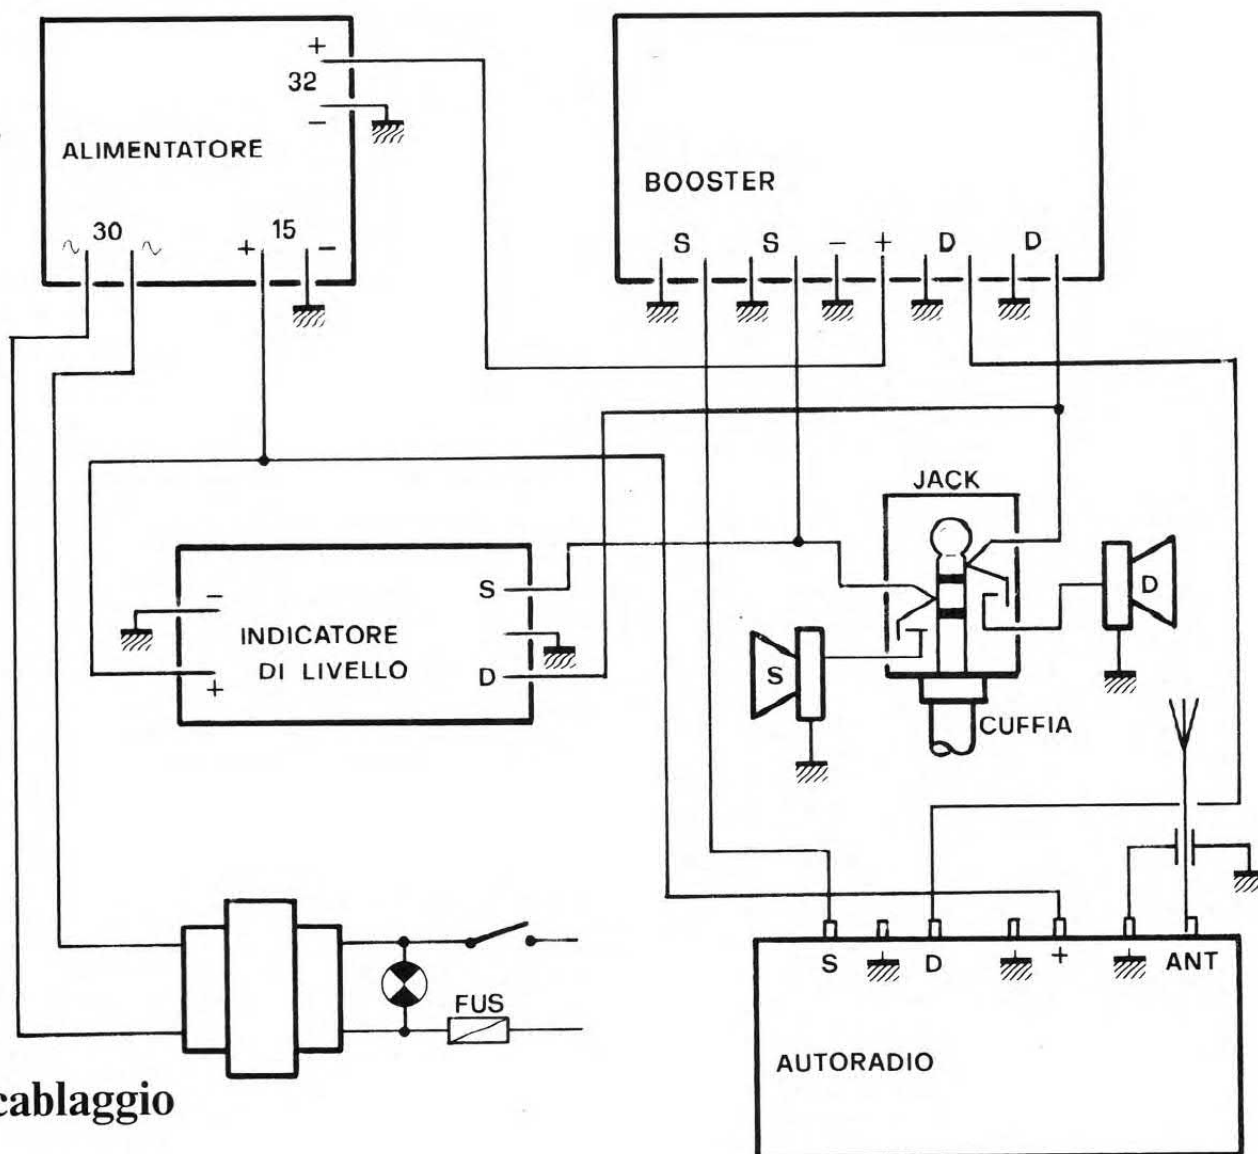 +
32
−
ALIMENTATORE
~ 30 ~
+ 15 −
BOOSTER
S S − + D D
JACK
S
−
INDICATORE
DI LIVELLO
+
D
S
D
CUFFIA
FUS
S D + ANT
AUTORADIO
cablaggio